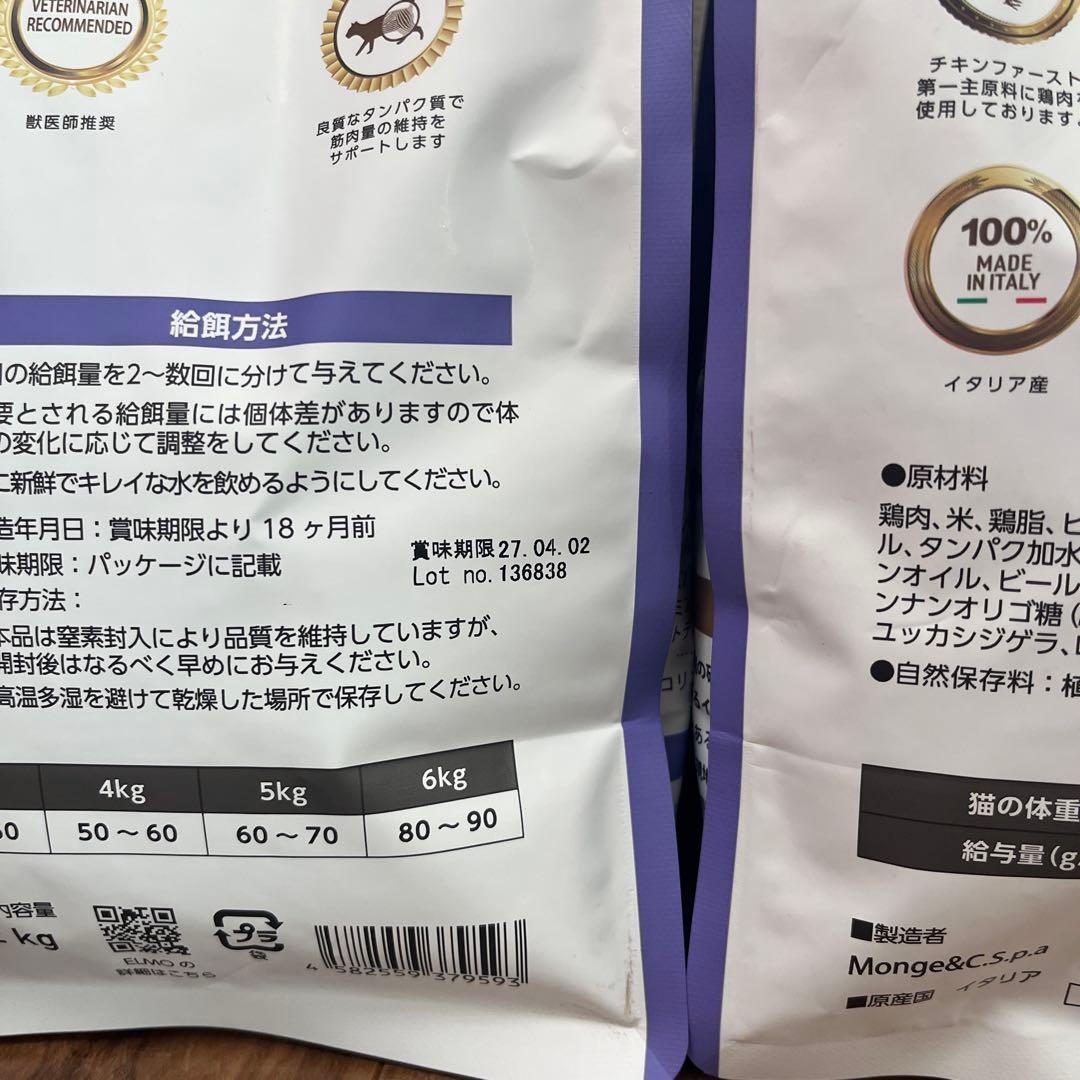 VETERINARIAN
RECOMMENDED
獣医師推奨
良質なタンパク質で
筋肉量の維持を
サポートします
給餌方法
の給餌量を2〜数回に分けて与えてください。
要とされる給餌量には個体差がありますので体
の変化に応じて調整をしてください。
に新鮮でキレイな水を飲めるようにしてください。
造年月日：賞味期限より 18 ヶ月前
味期限：パッケージに記載
賞味期限27.04.02
Lot no.136838
存方法：
本品は窒素封入により品質を維持していますが、
開封後はなるべく早めにお与えください。
高温多湿を避けて乾燥した場所で保存してください。
4kg 5kg 6kg
50 〜 60 60 〜 70 80 〜 90
内容量
kg
ELMO の
詳細はこちら
プラ
袋
4 582559 379593
チキンファースト
第一主原料に鶏肉を
使用しております。
100%
MADE
IN ITALY
イタリア産
●原材料
鶏肉、米、鶏脂、ビ
ル、タンパク加水
ンオイル、ビール
ンナンオリゴ糖（
ユッカシジゲラ、
●自然保存料：植
猫の体重
給与量（g
■製造者
Monge&C.S.p.a
■原産国 イタリア